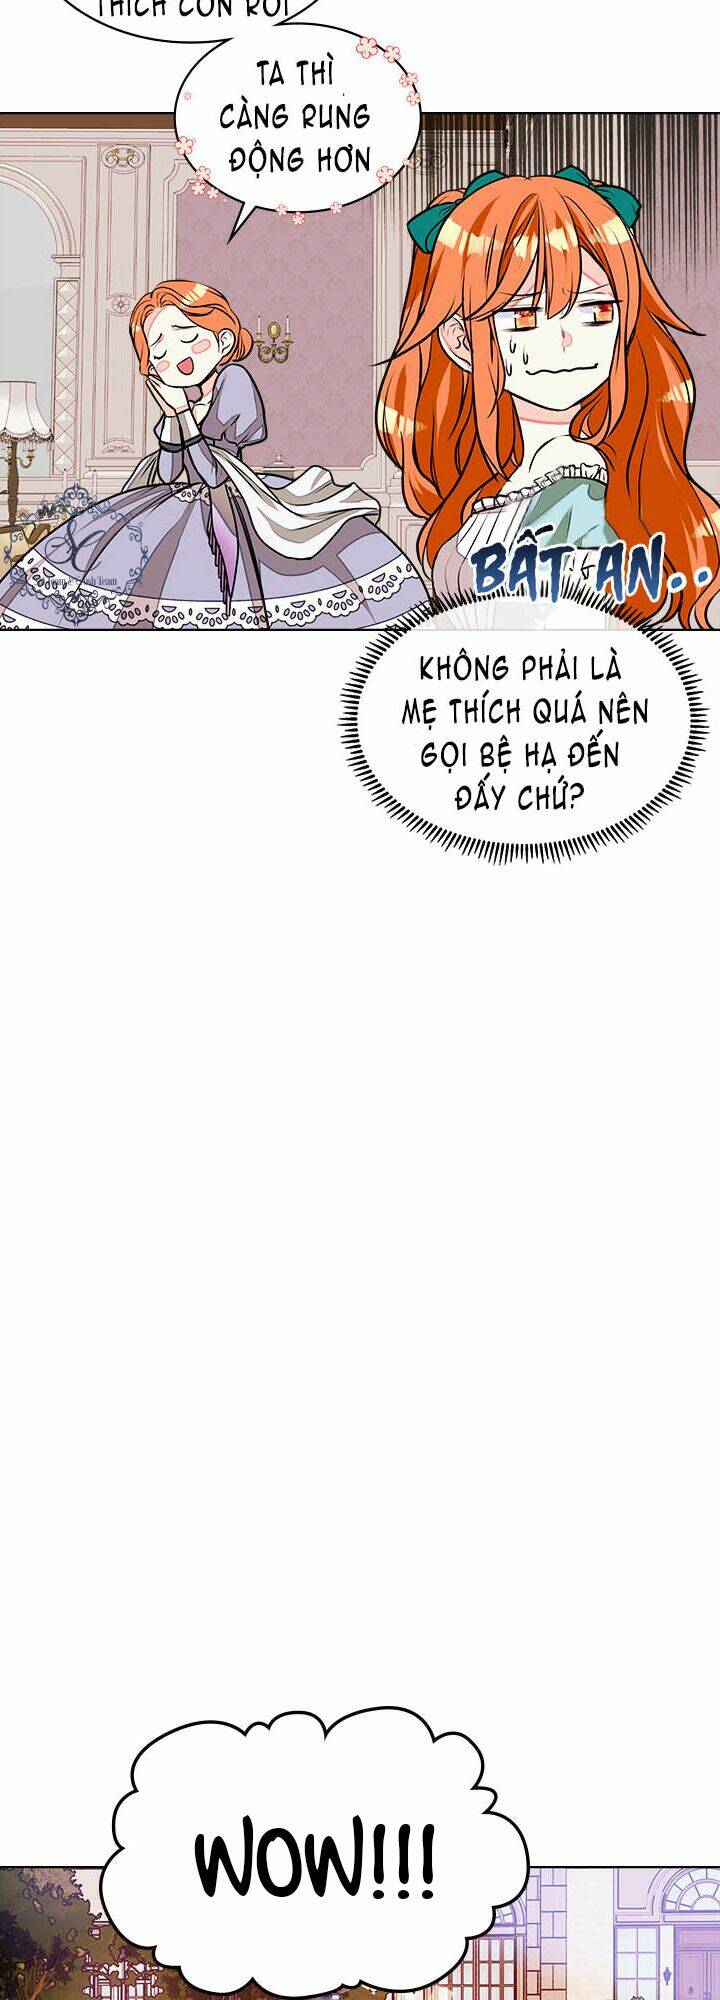 THÍCH CON RỒI
TA THÌ
CÀNG RUNG
ĐỘNG HƠN
BẤT AN..
KHÔNG PHẢI LÀ
MẸ THÍCH QUÁ NÊN
GỌI BỆ HẠ ĐẾN
ĐẤY CHỨ?
WOW!!!